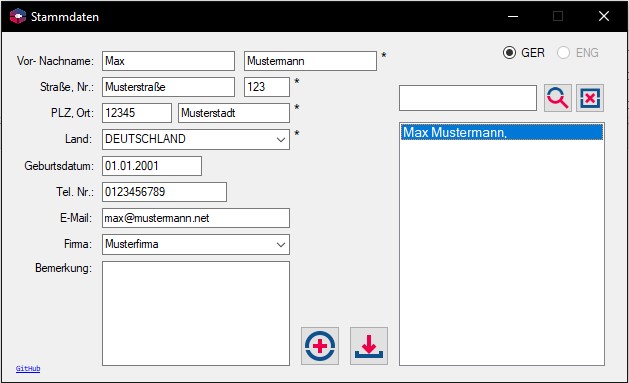 Stammdaten
Vor- Nachname: Max Mustermann *
Straße, Nr.: Musterstraße 123 *
PLZ, Ort: 12345 Musterstadt *
Land: DEUTSCHLAND *
Geburtsdatum: 01.01.2001
Tel. Nr.: 0123456789
E-Mail: max@mustermann.net
Firma: Musterfirma
Bemerkung:
GitHub
GER ENG
Max Mustermann,